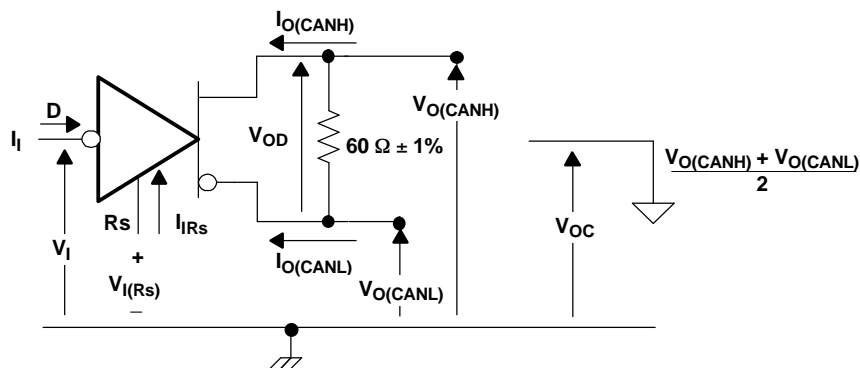 I_O(CANH)
D
I_I
V_OD
60 Ω ± 1%
V_O(CANH)
V_O(CANH) + V_O(CANL)
2
V_OC
Rs
I_IRs
V_I
+
V_I(Rs)
–
I_O(CANL)
V_O(CANL)